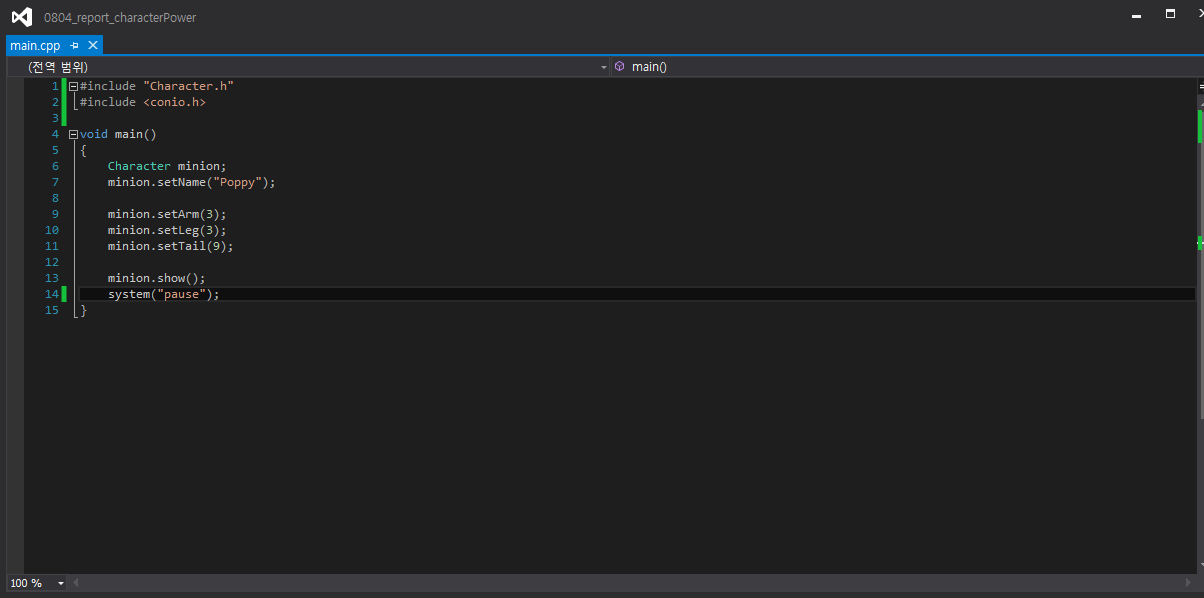 0804_report_characterPower
main.cpp
(전역 범위) main()
1 #include "Character.h"
2 #include <conio.h>
3
4 void main()
5 {
6 Character minion;
7 minion.setName("Poppy");
8
9 minion.setArm(3);
10 minion.setLeg(3);
11 minion.setTail(9);
12
13 minion.show();
14 system("pause");
15 }
100 %